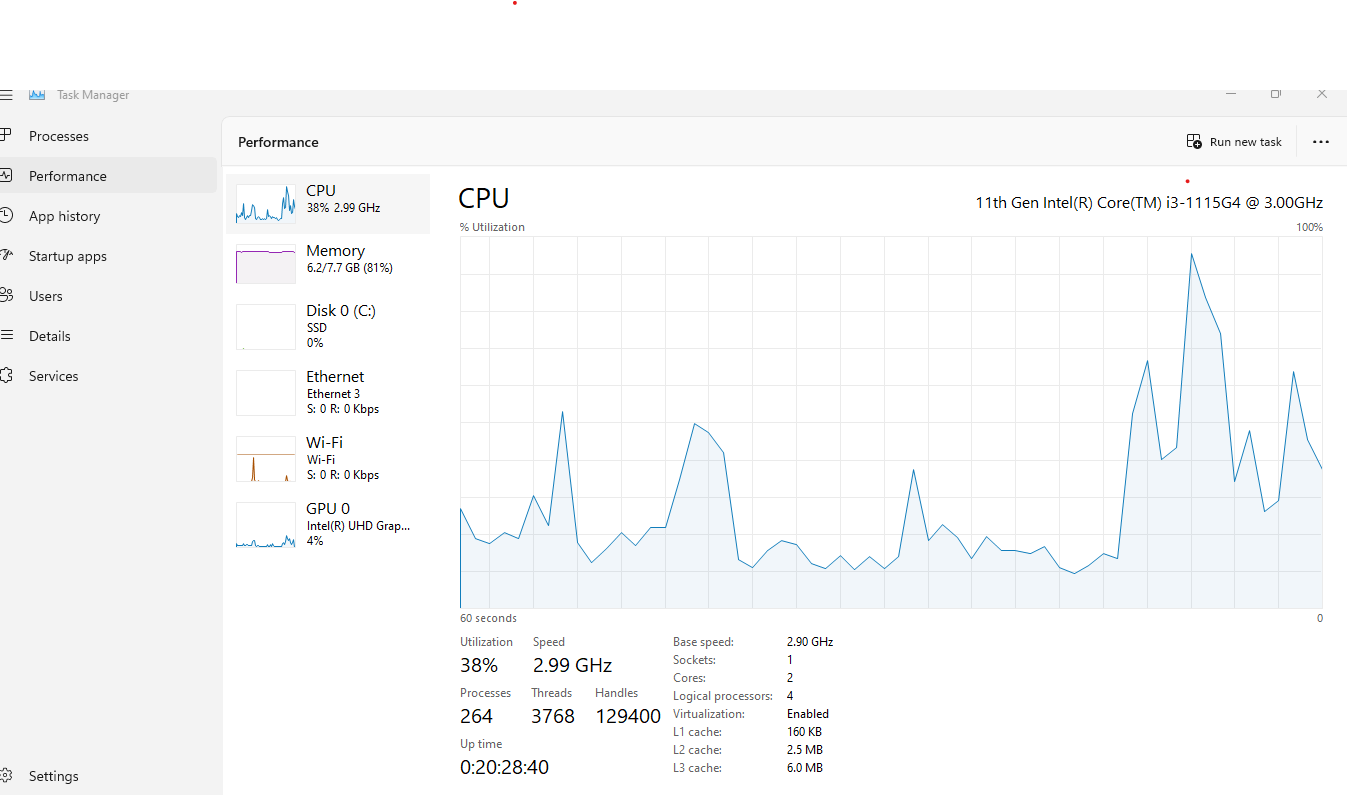 Task Manager
Processes
Performance
App history
Startup apps
Users
Details
Services
Settings
Performance
Run new task
CPU
38% 2.99 GHz
Memory
6.2/7.7 GB (81%)
Disk 0 (C:)
SSD
0%
Ethernet
Ethernet 3
S: 0 R: 0 Kbps
Wi-Fi
Wi-Fi
S: 0 R: 0 Kbps
GPU 0
Intel(R) UHD Grap...
4%
CPU
11th Gen Intel(R) Core(TM) i3-1115G4 @ 3.00GHz
% Utilization
100%
60 seconds
0
Utilization Speed
38% 2.99 GHz
Processes Threads Handles
264 3768 129400
Up time
0:20:28:40
Base speed: 2.90 GHz
Sockets: 1
Cores: 2
Logical processors: 4
Virtualization: Enabled
L1 cache: 160 KB
L2 cache: 2.5 MB
L3 cache: 6.0 MB